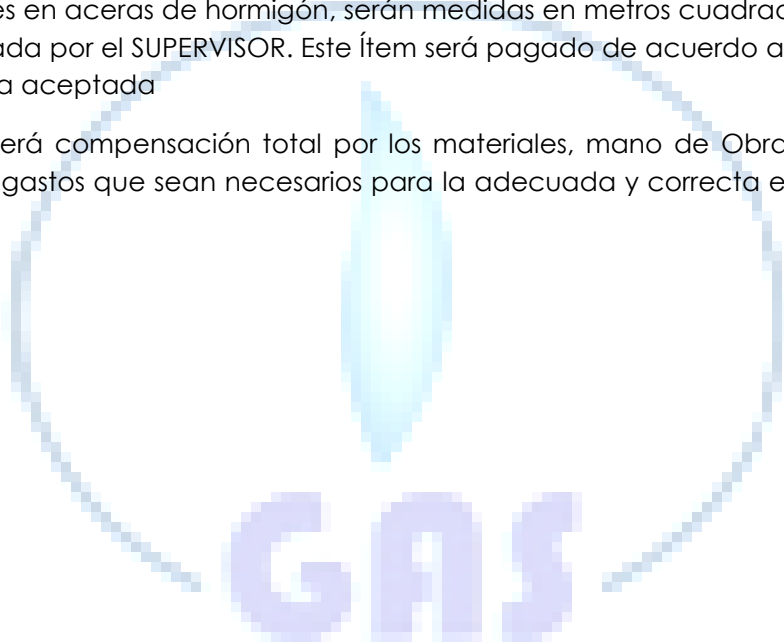 es en aceras de hormigón, serán medidas en metros cuadrad
ada por el SUPERVISOR. Este Ítem será pagado de acuerdo a
a aceptada
erá compensación total por los materiales, mano de Obra
gastos que sean necesarios para la adecuada y correcta e
GAS